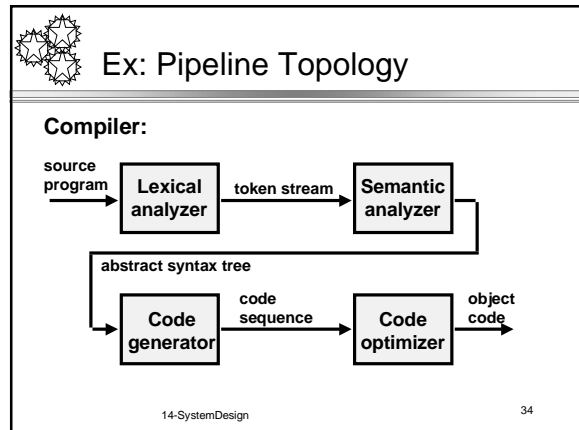 Ex: Pipeline Topology
Compiler:
source
program
Lexical
analyzer
token stream
Semantic
analyzer
abstract syntax tree
Code
generator
code
sequence
Code
optimizer
object
code
14-SystemDesign
34